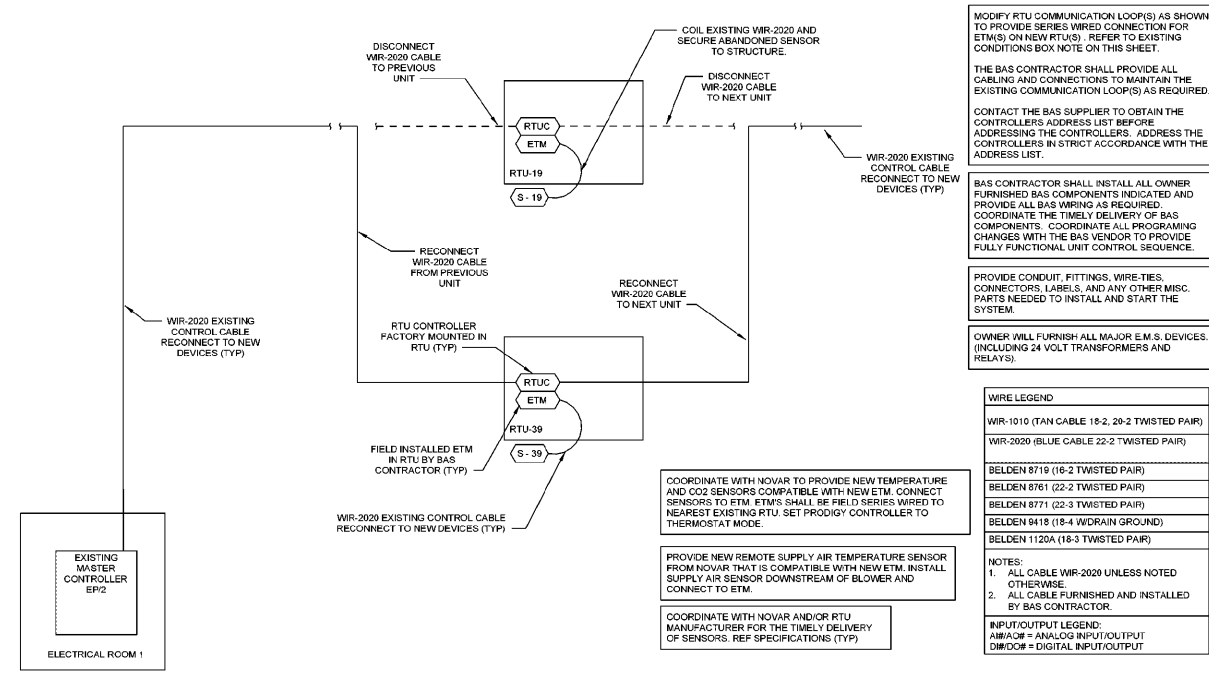 DISCONNECT
WIR-2020 CABLE
TO PREVIOUS
UNIT
COIL EXISTING WIR-2020 AND
SECURE ABANDONED SENSOR
TO STRUCTURE.
DISCONNECT
WIR-2020 CABLE
TO NEXT UNIT
RTUC
ETM
RTU-19
S - 19
WIR-2020 EXISTING
CONTROL CABLE
RECONNECT TO NEW
DEVICES (TYP)
RECONNECT
WIR-2020 CABLE
FROM PREVIOUS
UNIT
RECONNECT
WIR-2020 CABLE
TO NEXT UNIT
WIR-2020 EXISTING
CONTROL CABLE
RECONNECT TO NEW
DEVICES (TYP)
RTU CONTROLLER
FACTORY MOUNTED IN
RTU (TYP)
RTUC
ETM
RTU-39
S - 39
FIELD INSTALLED ETM
IN RTU BY BAS
CONTRACTOR (TYP)
WIR-2020 EXISTING CONTROL CABLE
RECONNECT TO NEW DEVICES (TYP)
EXISTING
MASTER
CONTROLLER
EP/2
ELECTRICAL ROOM 1
COORDINATE WITH NOVAR TO PROVIDE NEW TEMPERATURE
AND CO2 SENSORS COMPATIBLE WITH NEW ETM. CONNECT
SENSORS TO ETM. ETM'S SHALL BE FIELD SERIES WIRED TO
NEAREST EXISTING RTU. SET PRODIGY CONTROLLER TO
THERMOSTAT MODE.
PROVIDE NEW REMOTE SUPPLY AIR TEMPERATURE SENSOR
FROM NOVAR THAT IS COMPATIBLE WITH NEW ETM. INSTALL
SUPPLY AIR SENSOR DOWNSTREAM OF BLOWER AND
CONNECT TO ETM.
COORDINATE WITH NOVAR AND/OR RTU
MANUFACTURER FOR THE TIMELY DELIVERY
OF SENSORS. REF SPECIFICATIONS (TYP)
MODIFY RTU COMMUNICATION LOOP(S) AS SHOWN
TO PROVIDE SERIES WIRED CONNECTION FOR
ETM(S) ON NEW RTU(S) . REFER TO EXISTING
CONDITIONS BOX NOTE ON THIS SHEET.
THE BAS CONTRACTOR SHALL PROVIDE ALL
CABLING AND CONNECTIONS TO MAINTAIN THE
EXISTING COMMUNICATION LOOP(S) AS REQUIRED.
CONTACT THE BAS SUPPLIER TO OBTAIN THE
CONTROLLERS ADDRESS LIST BEFORE
ADDRESSING THE CONTROLLERS. ADDRESS THE
CONTROLLERS IN STRICT ACCORDANCE WITH THE
ADDRESS LIST.
BAS CONTRACTOR SHALL INSTALL ALL OWNER
FURNISHED BAS COMPONENTS INDICATED AND
PROVIDE ALL BAS WIRING AS REQUIRED.
COORDINATE THE TIMELY DELIVERY OF BAS
COMPONENTS. COORDINATE ALL PROGRAMING
CHANGES WITH THE BAS VENDOR TO PROVIDE
FULLY FUNCTIONAL UNIT CONTROL SEQUENCE.
PROVIDE CONDUIT, FITTINGS, WIRE-TIES,
CONNECTORS, LABELS, AND ANY OTHER MISC.
PARTS NEEDED TO INSTALL AND START THE
SYSTEM.
OWNER WILL FURNISH ALL MAJOR E.M.S. DEVICES.
(INCLUDING 24 VOLT TRANSFORMERS AND
RELAYS).
WIRE LEGEND
WIR-1010 (TAN CABLE 18-2, 20-2 TWISTED PAIR)
WIR-2020 (BLUE CABLE 22-2 TWISTED PAIR)
BELDEN 8719 (16-2 TWISTED PAIR)
BELDEN 8761 (22-2 TWISTED PAIR)
BELDEN 8771 (22-3 TWISTED PAIR)
BELDEN 9418 (18-4 W/DRAIN GROUND)
BELDEN 1120A (18-3 TWISTED PAIR)
NOTES:
1. ALL CABLE WIR-2020 UNLESS NOTED
OTHERWISE.
2. ALL CABLE FURNISHED AND INSTALLED
BY BAS CONTRACTOR.
INPUT/OUTPUT LEGEND:
AI#/AO# = ANALOG INPUT/OUTPUT
DI#/DO# = DIGITAL INPUT/OUTPUT